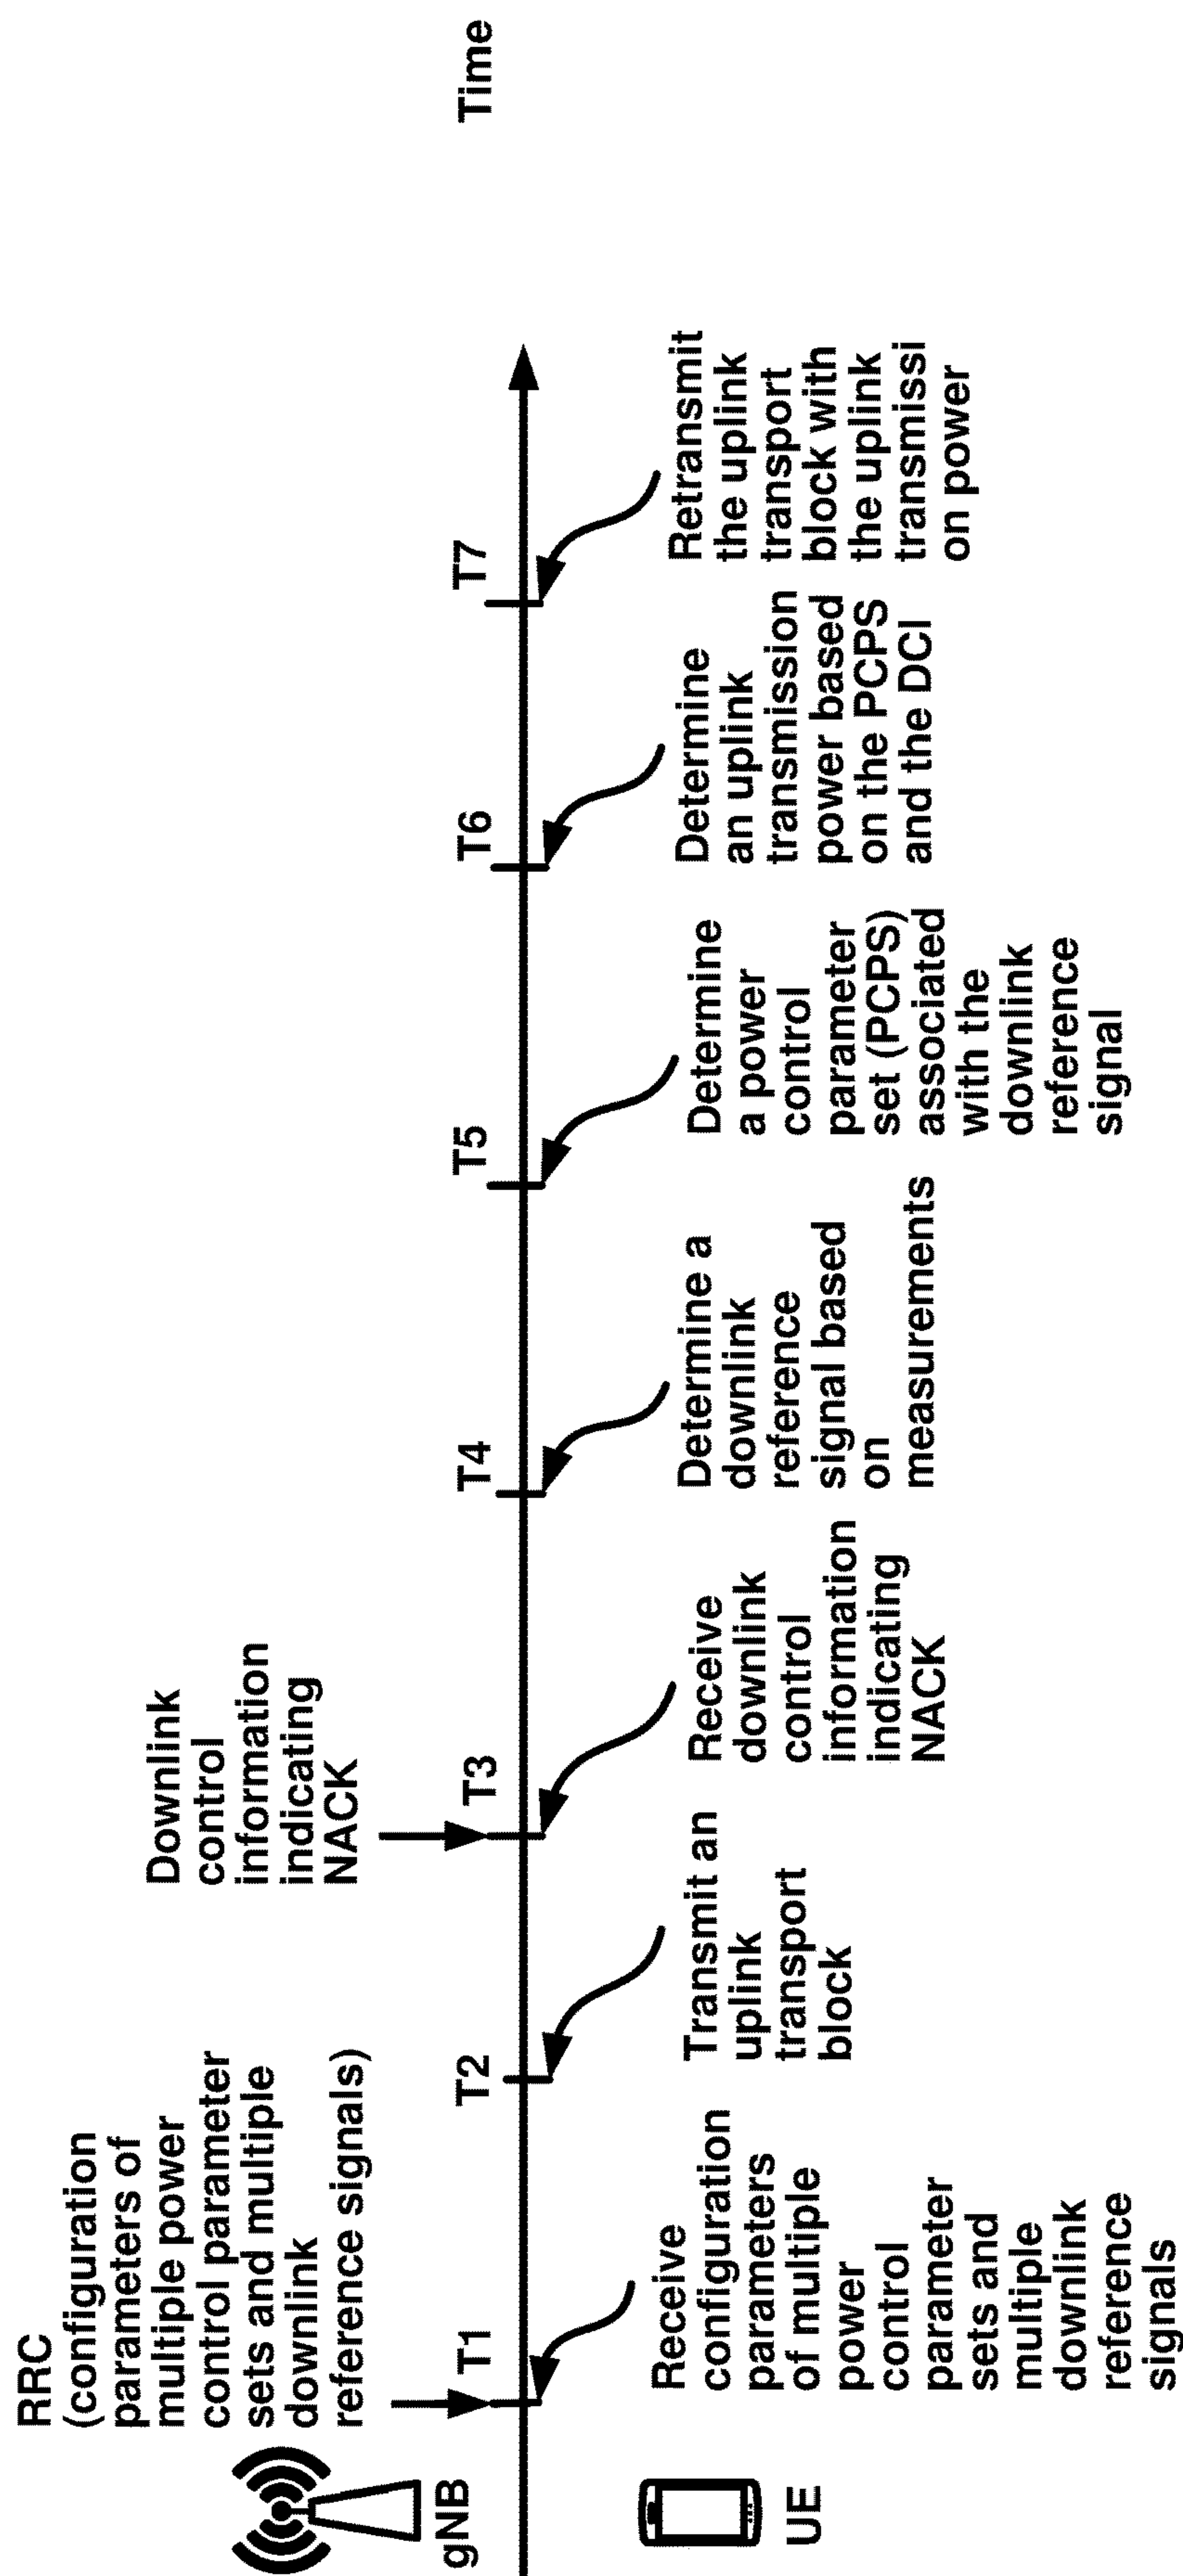 RRC
(configuration
parameters of
multiple power
control parameter
sets and multiple
downlink
reference signals)
Downlink
control
information
indicating
NACK
gNB
T1
T2
T3
T4
T5
T6
T7
Time
UE
Receive
configuration
parameters
of multiple
power
control
parameter
sets and
multiple
downlink
reference
signals
Transmit an
uplink
transport
block
Receive
downlink
control
information
indicating
NACK
Determine a
downlink
reference
signal based
on
measurements
Determine
a power
control
parameter
set (PCPS)
associated
with the
downlink
reference
signal
Determine
an uplink
transmission
power based
on the PCPS
and the DCI
Retransmit
the uplink
transport
block with
the uplink
transmissi
on power